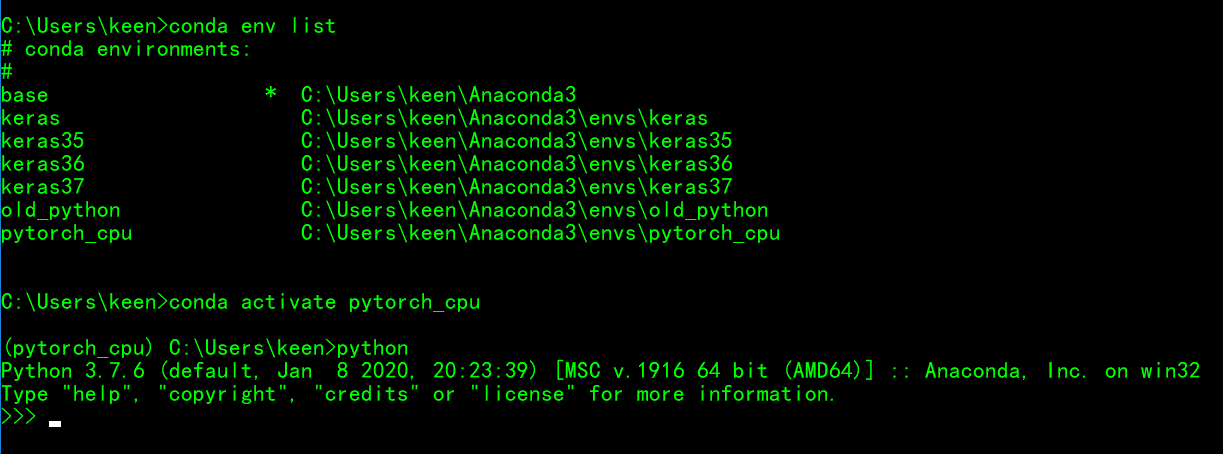 C:\Users\keen>conda env list
# conda environments:
#
base                  *  C:\Users\keen\Anaconda3
keras                    C:\Users\keen\Anaconda3\envs\keras
keras35                  C:\Users\keen\Anaconda3\envs\keras35
keras36                  C:\Users\keen\Anaconda3\envs\keras36
keras37                  C:\Users\keen\Anaconda3\envs\keras37
old_python               C:\Users\keen\Anaconda3\envs\old_python
pytorch_cpu              C:\Users\keen\Anaconda3\envs\pytorch_cpu
C:\Users\keen>conda activate pytorch_cpu
(pytorch_cpu) C:\Users\keen>python
Python 3.7.6 (default, Jan  8 2020, 20:23:39) [MSC v.1916 64 bit (AMD64)] :: Anaconda, Inc. on win32
Type "help", "copyright", "credits" or "license" for more information.
>>>